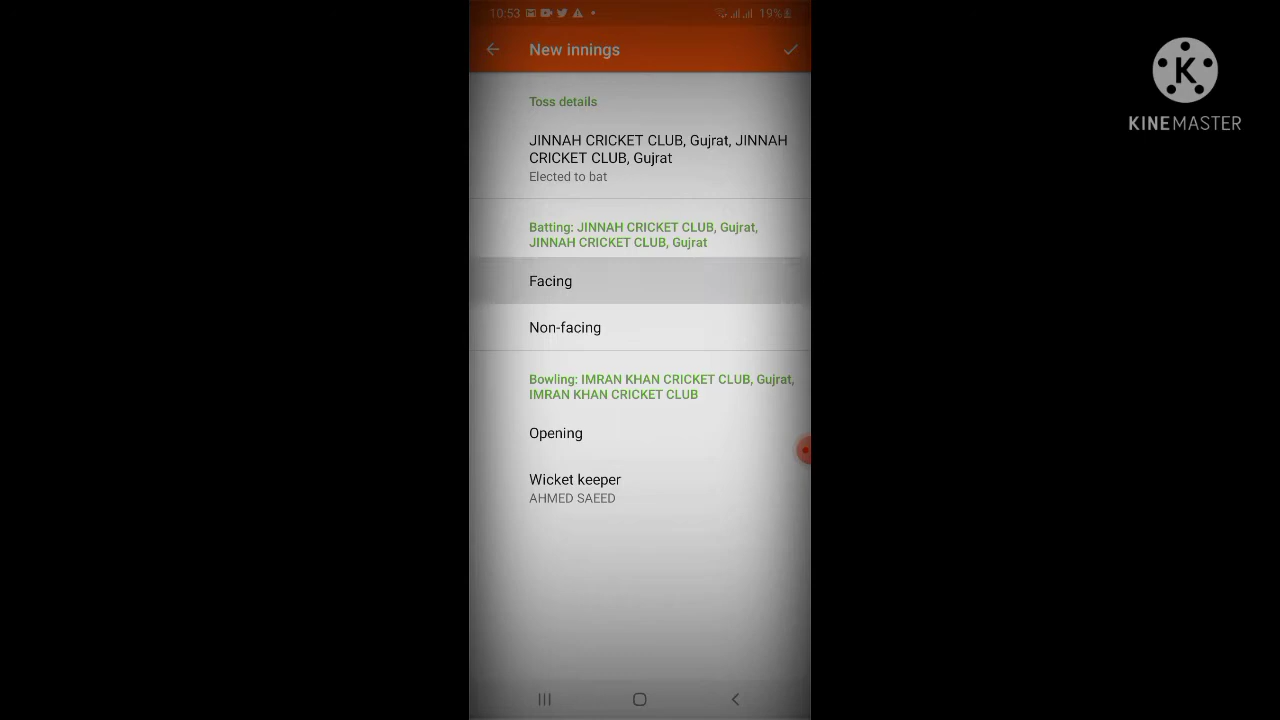 10:53
19%
New innings
Toss details
JINNAH CRICKET CLUB, Gujrat, JINNAH
CRICKET CLUB, Gujrat
Elected to bat
Batting: JINNAH CRICKET CLUB, Gujrat,
JINNAH CRICKET CLUB, Gujrat
Facing
Non-facing
Bowling: IMRAN KHAN CRICKET CLUB, Gujrat,
IMRAN KHAN CRICKET CLUB
Opening
Wicket keeper
AHMED SAEED
K
KINEMASTER